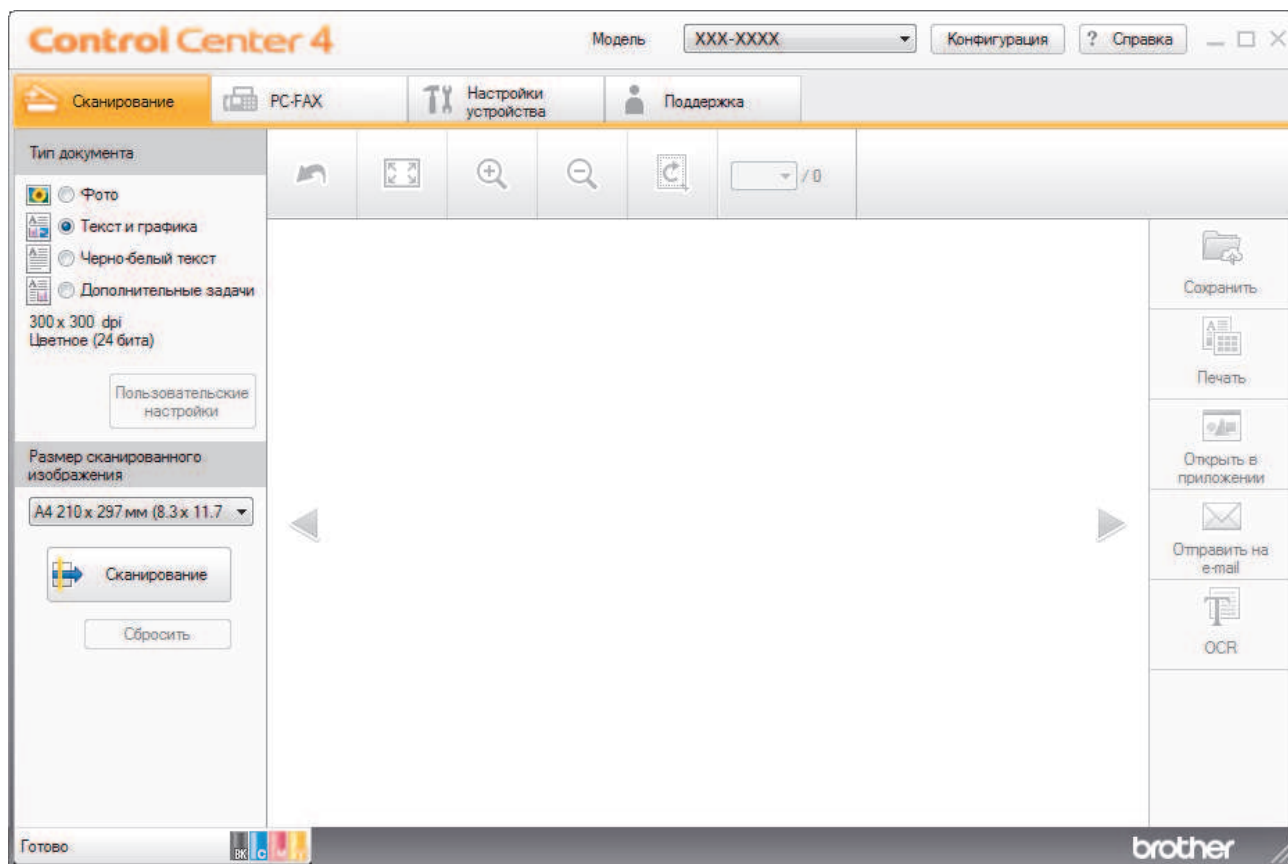 Control Center 4
Модель
XXX-XXXX
Конфигурация
? Справка
Сканирование
PC-FAX
Настройки
устройства
Поддержка
Тип документа
Фото
Текст и графика
Черно-белый текст
Дополнительные задачи
300 x 300 dpi
Цветное (24 бита)
Пользовательские
настройки
Размер сканированного
изображения
A4 210 x 297 мм (8.3 x 11.7
Сканирование
Сбросить
/ 0
Сохранить
Печать
Открыть в
приложении
Отправить на
e-mail
OCR
Готово
BK C M Y
brother